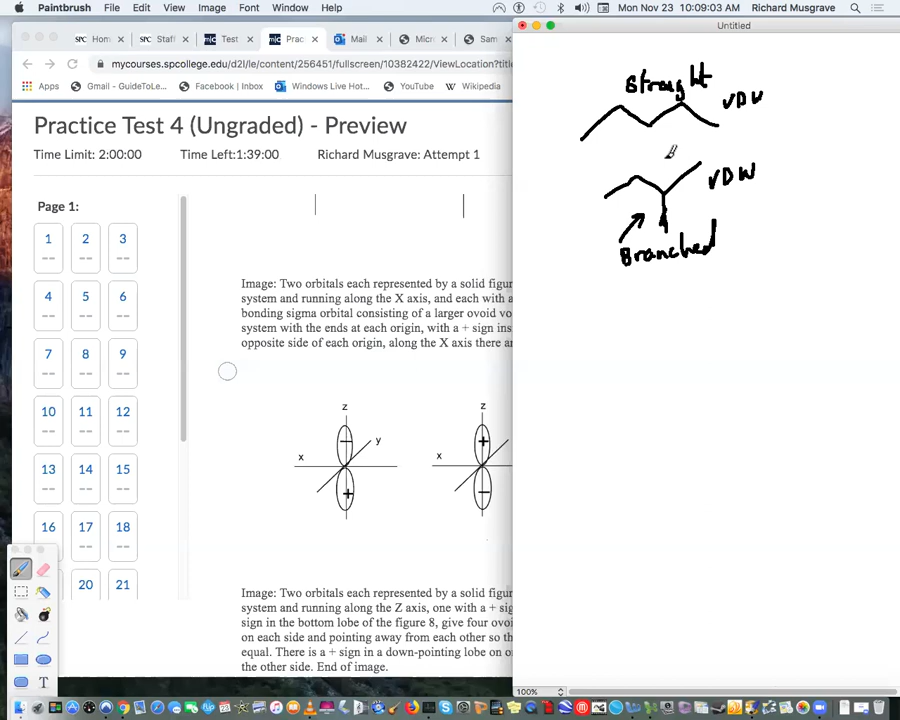 Paintbrush File Edit View Image Font Window Help
Mon Nov 23 10:09:03 AM Richard Musgrave
Untitled
SPC Hom
SPC Staff
m|c Test
m|c Prac
Mail
Micr
Sam
mycourses.spcollege.edu/d2l/le/content/256451/fullscreen/10382422/ViewLocation?title
Apps Gmail - GuideToLe... Facebook | Inbox Windows Live Hot... YouTube Wikipedia
Practice Test 4 (Ungraded) - Preview
Time Limit: 2:00:00 Time Left:1:39:00 Richard Musgrave: Attempt 1
Page 1:
1 2 3
-- -- --
4 5 6
-- -- --
7 8 9
-- -- --
10 11 12
-- -- --
13 14 15
-- -- --
16 17 18
-- -- --
20 21
Image: Two orbitals each represented by a solid figur
system and running along the X axis, and each with a
bonding sigma orbital consisting of a larger ovoid vo
system with the ends at each origin, with a + sign ins
opposite side of each origin, along the X axis there ar
z z
y
x x
− +
+ −
Image: Two orbitals each represented by a solid figur
system and running along the Z axis, one with a + sig
sign in the bottom lobe of the figure 8, give four ovoi
on each side and pointing away from each other so th
equal. There is a + sign in a down-pointing lobe on o
the other side. End of image.
Straight
VDW
VDW
Branched
T
100%